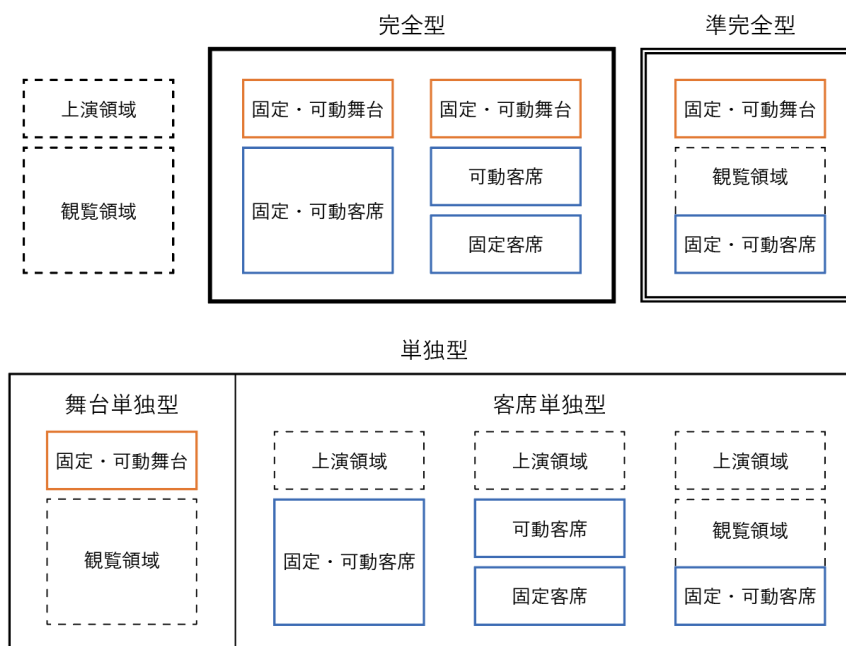 完全型
準完全型
上演領域
観覧領域
固定・可動舞台
固定・可動客席
固定・可動舞台
可動客席
固定客席
固定・可動舞台
観覧領域
固定・可動客席
単独型
舞台単独型
固定・可動舞台
観覧領域
客席単独型
上演領域
固定・可動客席
上演領域
可動客席
固定客席
上演領域
観覧領域
固定・可動客席